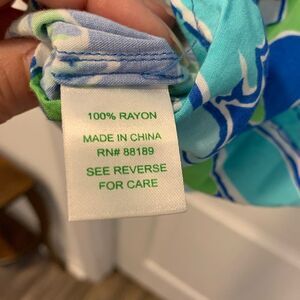 100% RAYON
MADE IN CHINA
RN# 88189
SEE REVERSE
FOR CARE